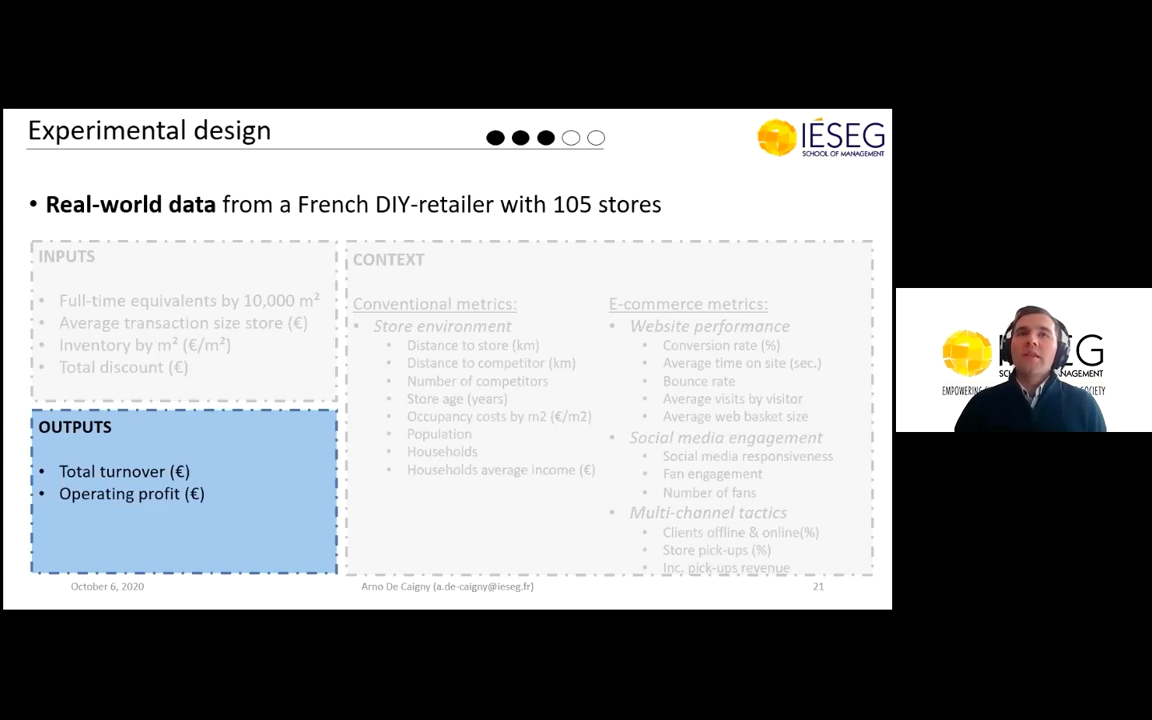 Experimental design
IÉSEG
SCHOOL OF MANAGEMENT
• Real-world data from a French DIY-retailer with 105 stores
INPUTS
• Full-time equivalents by 10,000 m²
• Average transaction size store (€)
• Inventory by m² (€/m²)
• Total discount (€)
OUTPUTS
• Total turnover (€)
• Operating profit (€)
CONTEXT
Conventional metrics:
• Store environment
• Distance to store (km)
• Distance to competitor (km)
• Number of competitors
• Store age (years)
• Occupancy costs by m2 (€/m2)
• Population
• Households
• Households average income (€)
E-commerce metrics:
• Website performance
• Conversion rate (%)
• Average time on site (sec.)
• Bounce rate
• Average visits by visitor
• Average web basket size
• Social media engagement
• Social media responsiveness
• Fan engagement
• Number of fans
• Multi-channel tactics
• Clients offline & online(%)
• Store pick-ups (%)
• Inc. pick-ups revenue
October 6, 2020
Arno De Caigny (a.de-caigny@ieseg.fr)
21